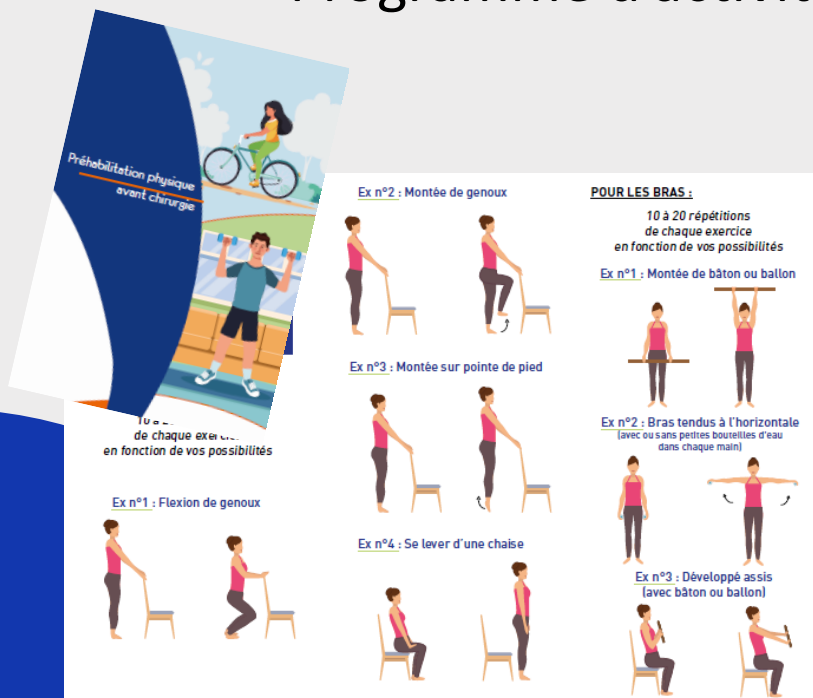 Préhabilitation physique
avant chirurgie
de chaque
en fonction de vos possibilités
Ex n°1 : Flexion de genoux
Ex n°2 : Montée de genoux
Ex n°3 : Montée sur pointe de pied
Ex n°4 : Se lever d'une chaise
POUR LES BRAS :
10 à 20 répétitions
de chaque exercice
en fonction de vos possibilités
Ex n°1 : Montée de bâton ou ballon
Ex n°2 : Bras tendus à l'horizontale
(avec ou sans petites bouteilles d'eau
dans chaque main)
Ex n°3 : Développé assis
(avec bâton ou ballon)